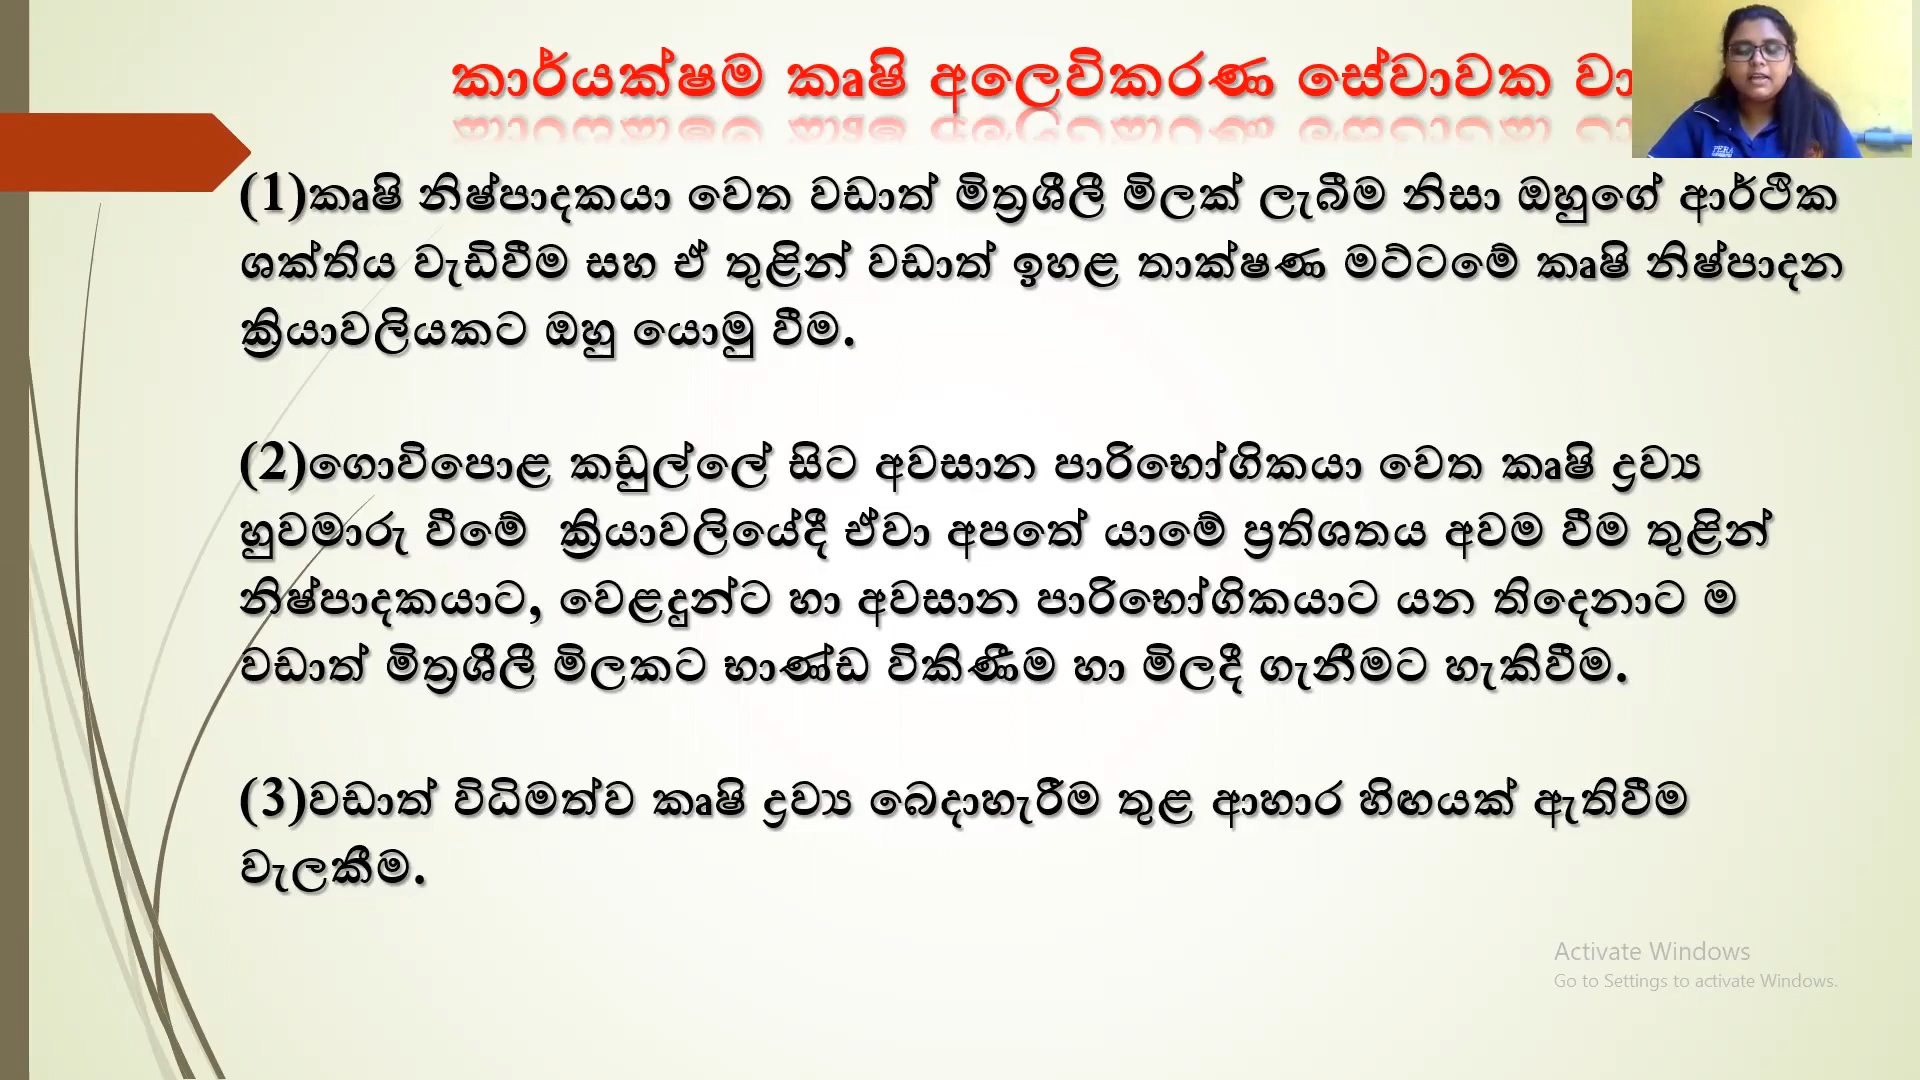 කාර්යක්ෂම කෘෂි අලෙවිකරණ සේවාවක
(1)කෘෂි නිෂ්පාදකයා වෙත වඩාත් මිත්‍රශීලී මිලක් ලැබීම නිසා ඔහුගේ ආර්ථික
ශක්තිය වැඩිවීම සහ ඒ තුළින් වඩාත් ඉහළ තාක්ෂණ මට්ටමේ කෘෂි නිෂ්පාදන
ක්‍රියාවලියකට ඔහු යොමු වීම.
(2)ගොවිපොළ කඩුල්ලේ සිට අවසාන පාරිභෝගිකයා වෙත කෘෂි ද්‍රව්‍ය
හුවමාරු වීමේ ක්‍රියාවලියේදී ඒවා අපතේ යාමේ ප්‍රතිශතය අවම වීම තුළින්
නිෂ්පාදකයාට, වෙළදුන්ට හා අවසාන පාරිභෝගිකයාට යන තිදෙනාට ම
වඩාත් මිත්‍රශීලී මිලකට භාණ්ඩ විකිණීම හා මිලදී ගැනීමට හැකිවීම.
(3)වඩාත් විධිමත්ව කෘෂි ද්‍රව්‍ය බෙදාහැරීම තුළ ආහාර හිඟයක් ඇතිවීම
වැලකීම.
Activate Windows
Go to Settings to activate Windows.